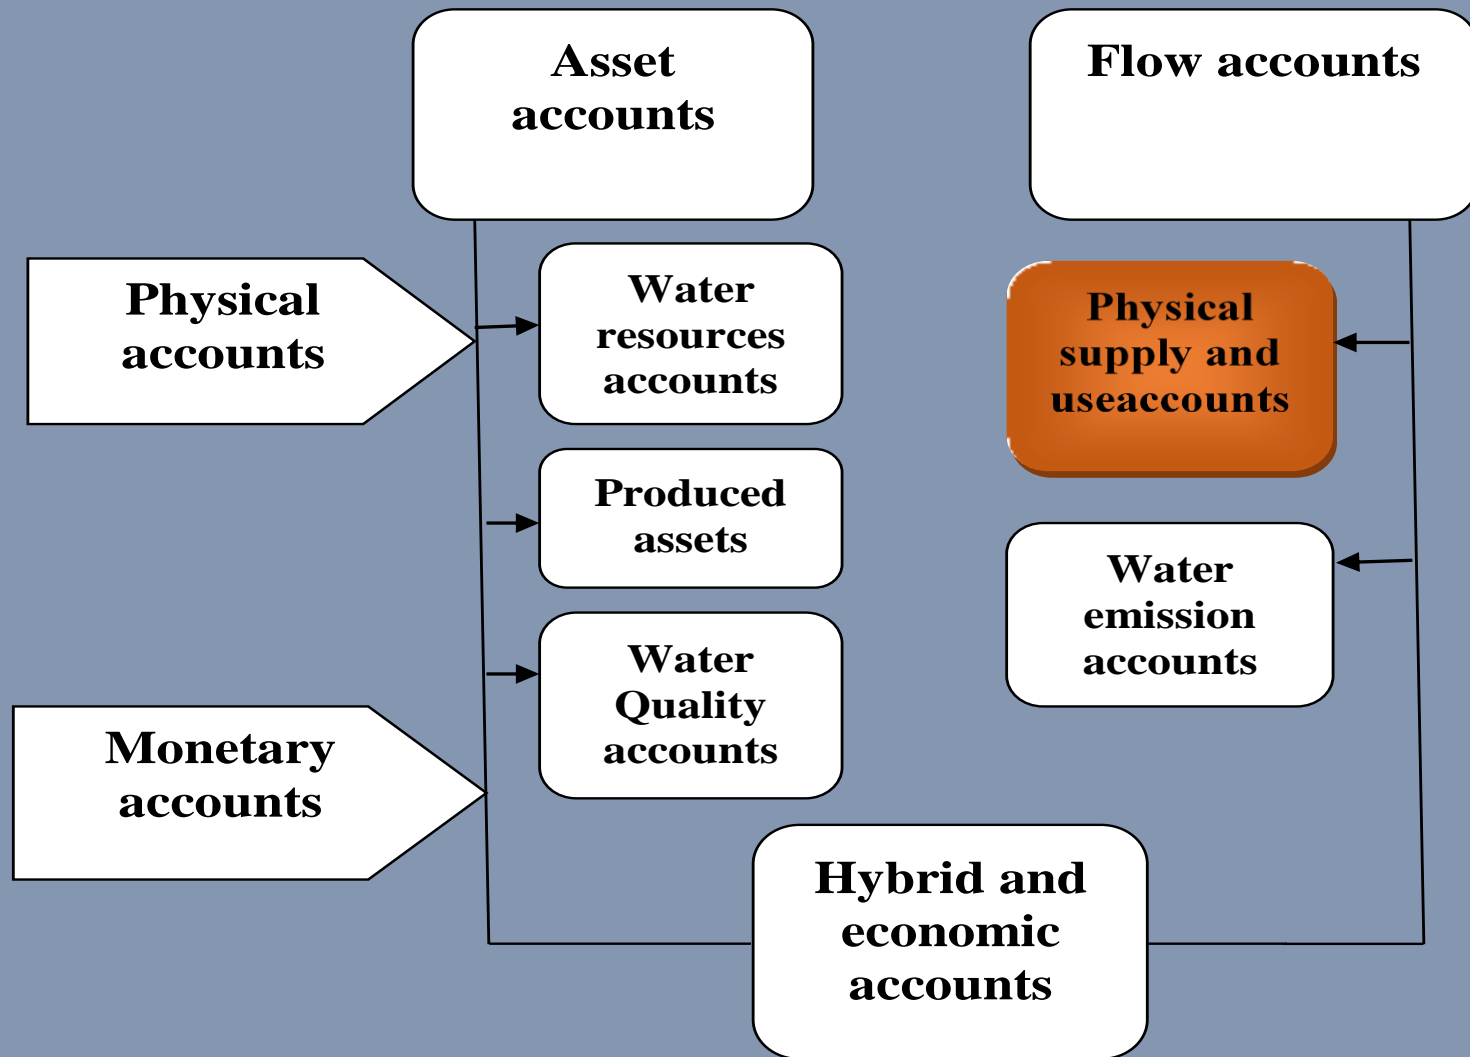 Asset
accounts
Flow accounts
Physical
accounts
Water
resources
accounts
Physical
supply and
useaccounts
Produced
assets
Water
emission
accounts
Water
Quality
accounts
Monetary
accounts
Hybrid and
economic
accounts